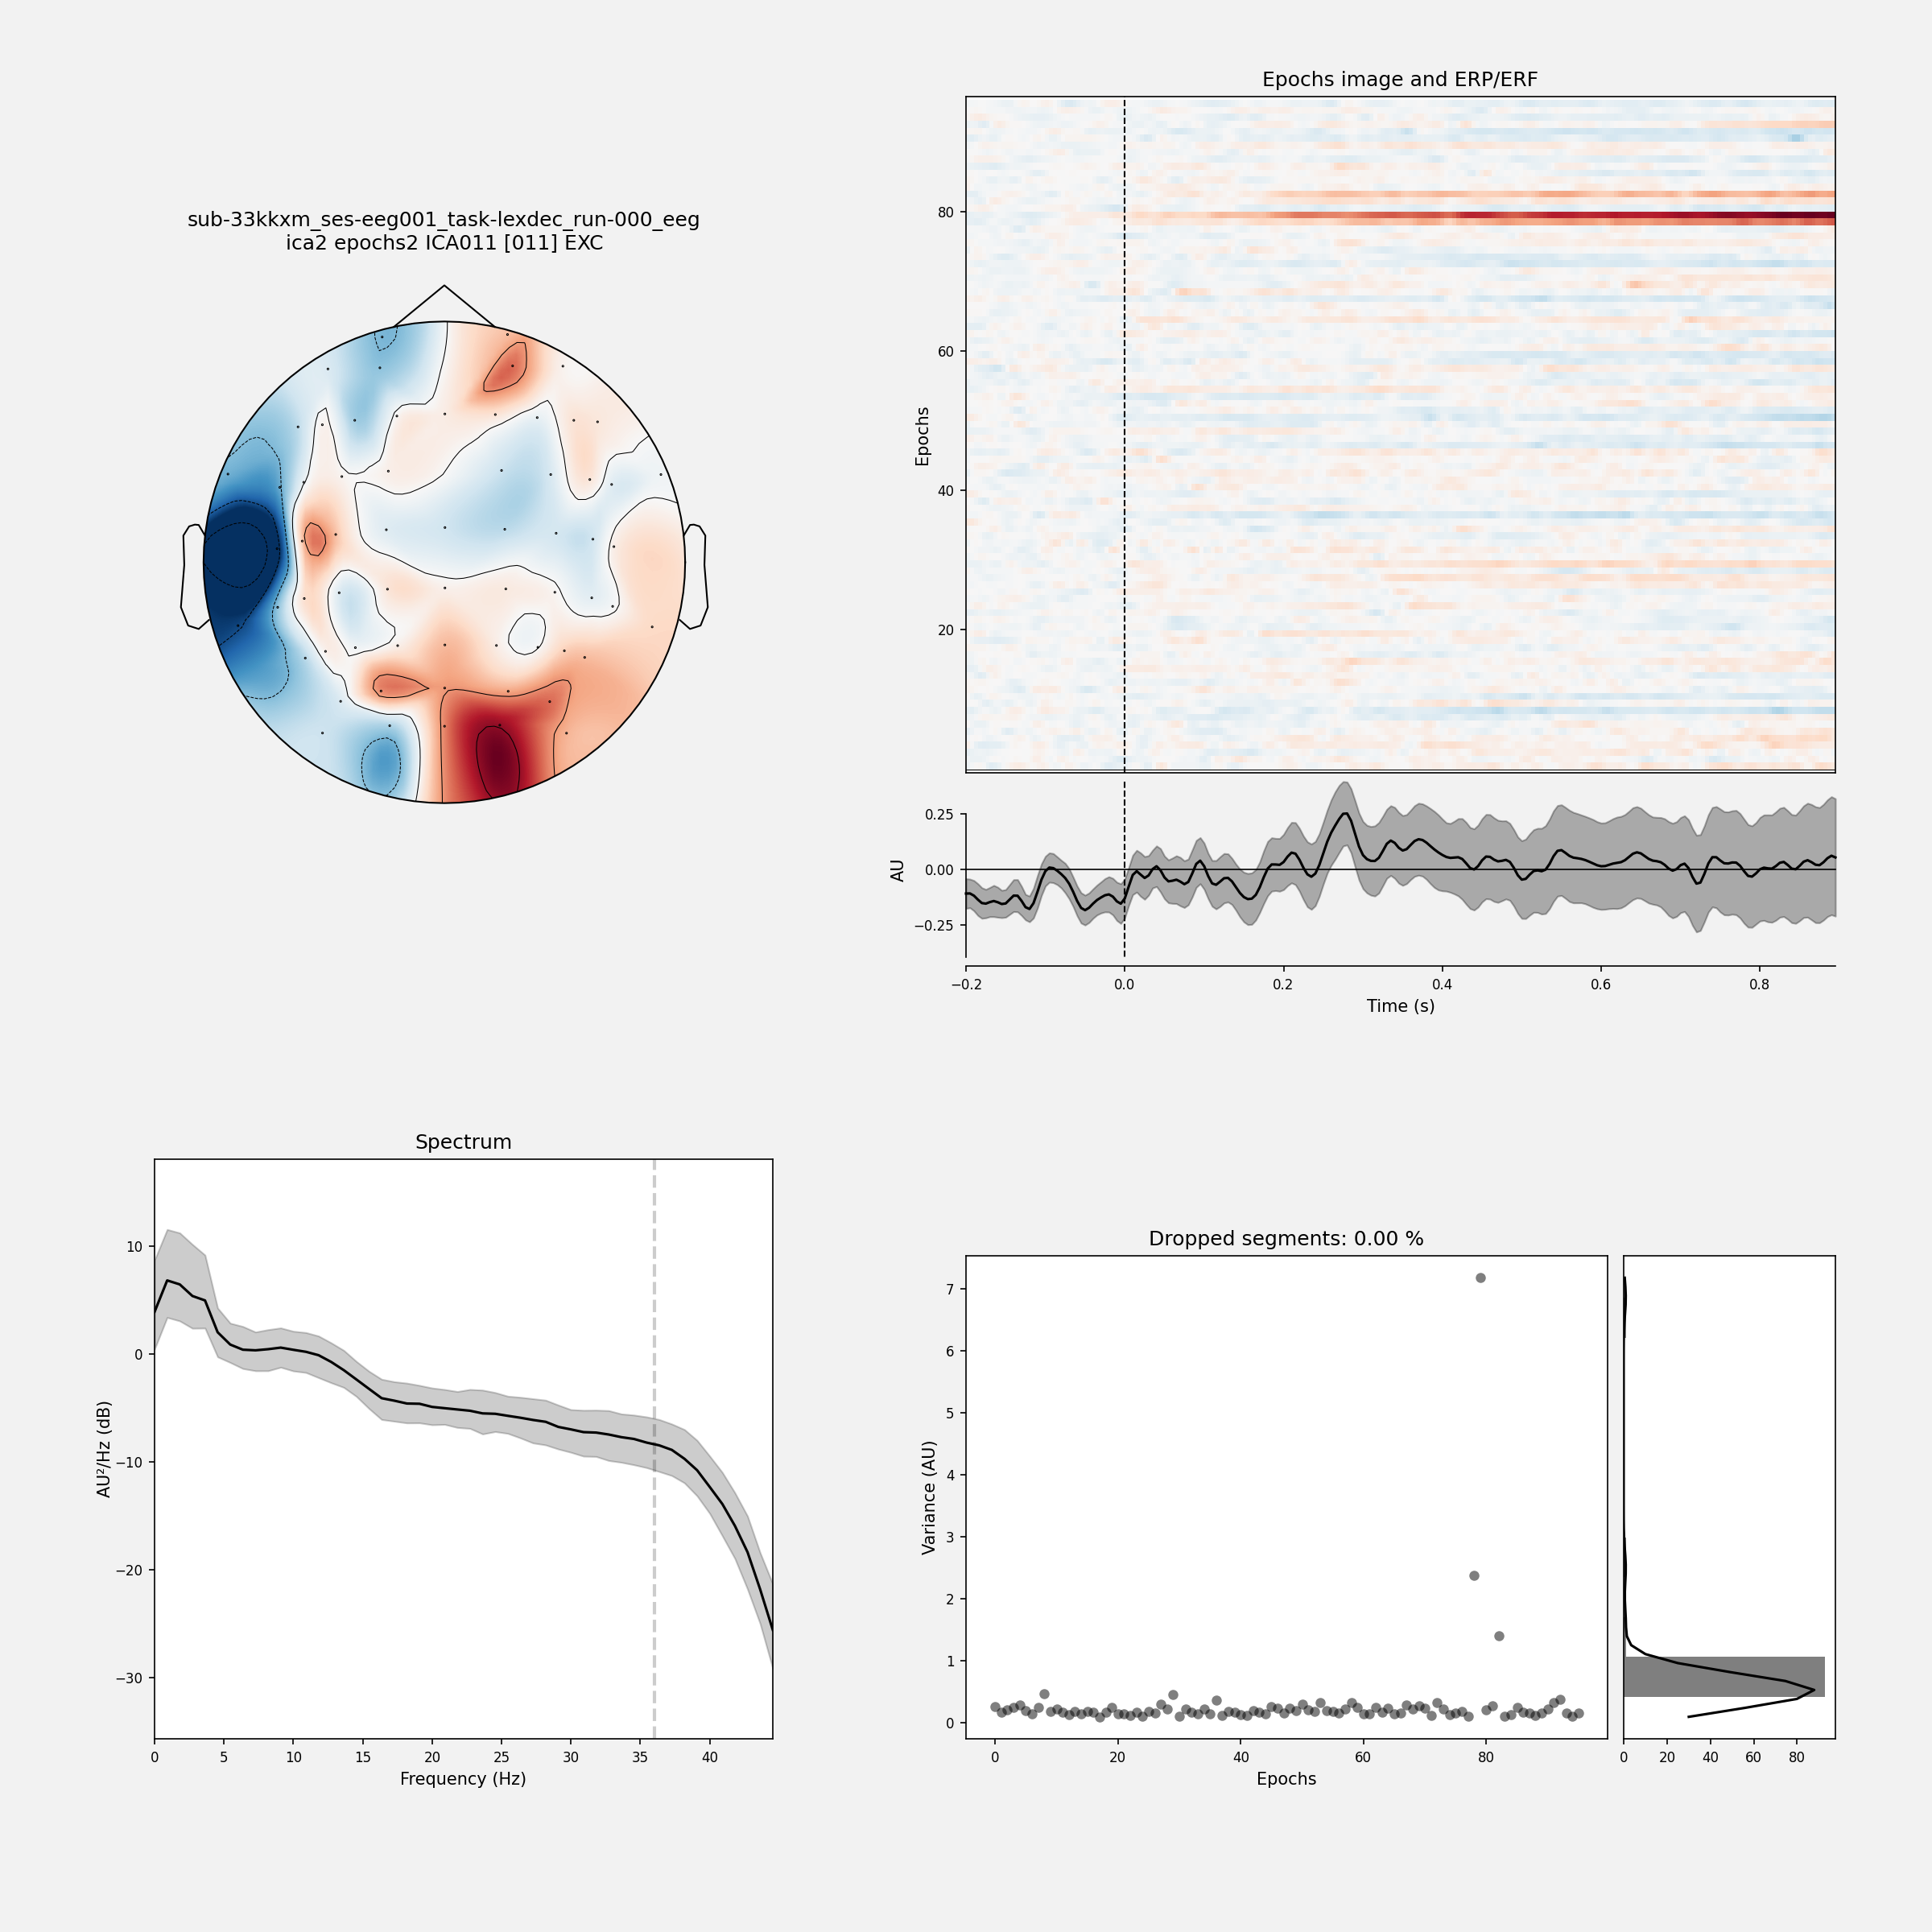 sub-33kkxm_ses-eeg001_task-lexdec_run-000_eeg
ica2 epochs2 ICA011 [011] EXC
Epochs image and ERP/ERF
Epochs
80
60
40
20
AU
0.25
0.00
−0.25
−0.2 0.0 0.2 0.4 0.6 0.8
Time (s)
Spectrum
AU²/Hz (dB)
10
0
−10
−20
−30
0 5 10 15 20 25 30 35 40
Frequency (Hz)
Dropped segments: 0.00 %
Variance (AU)
7
6
5
4
3
2
1
0
0 20 40 60 80
Epochs
0 20 40 60 80